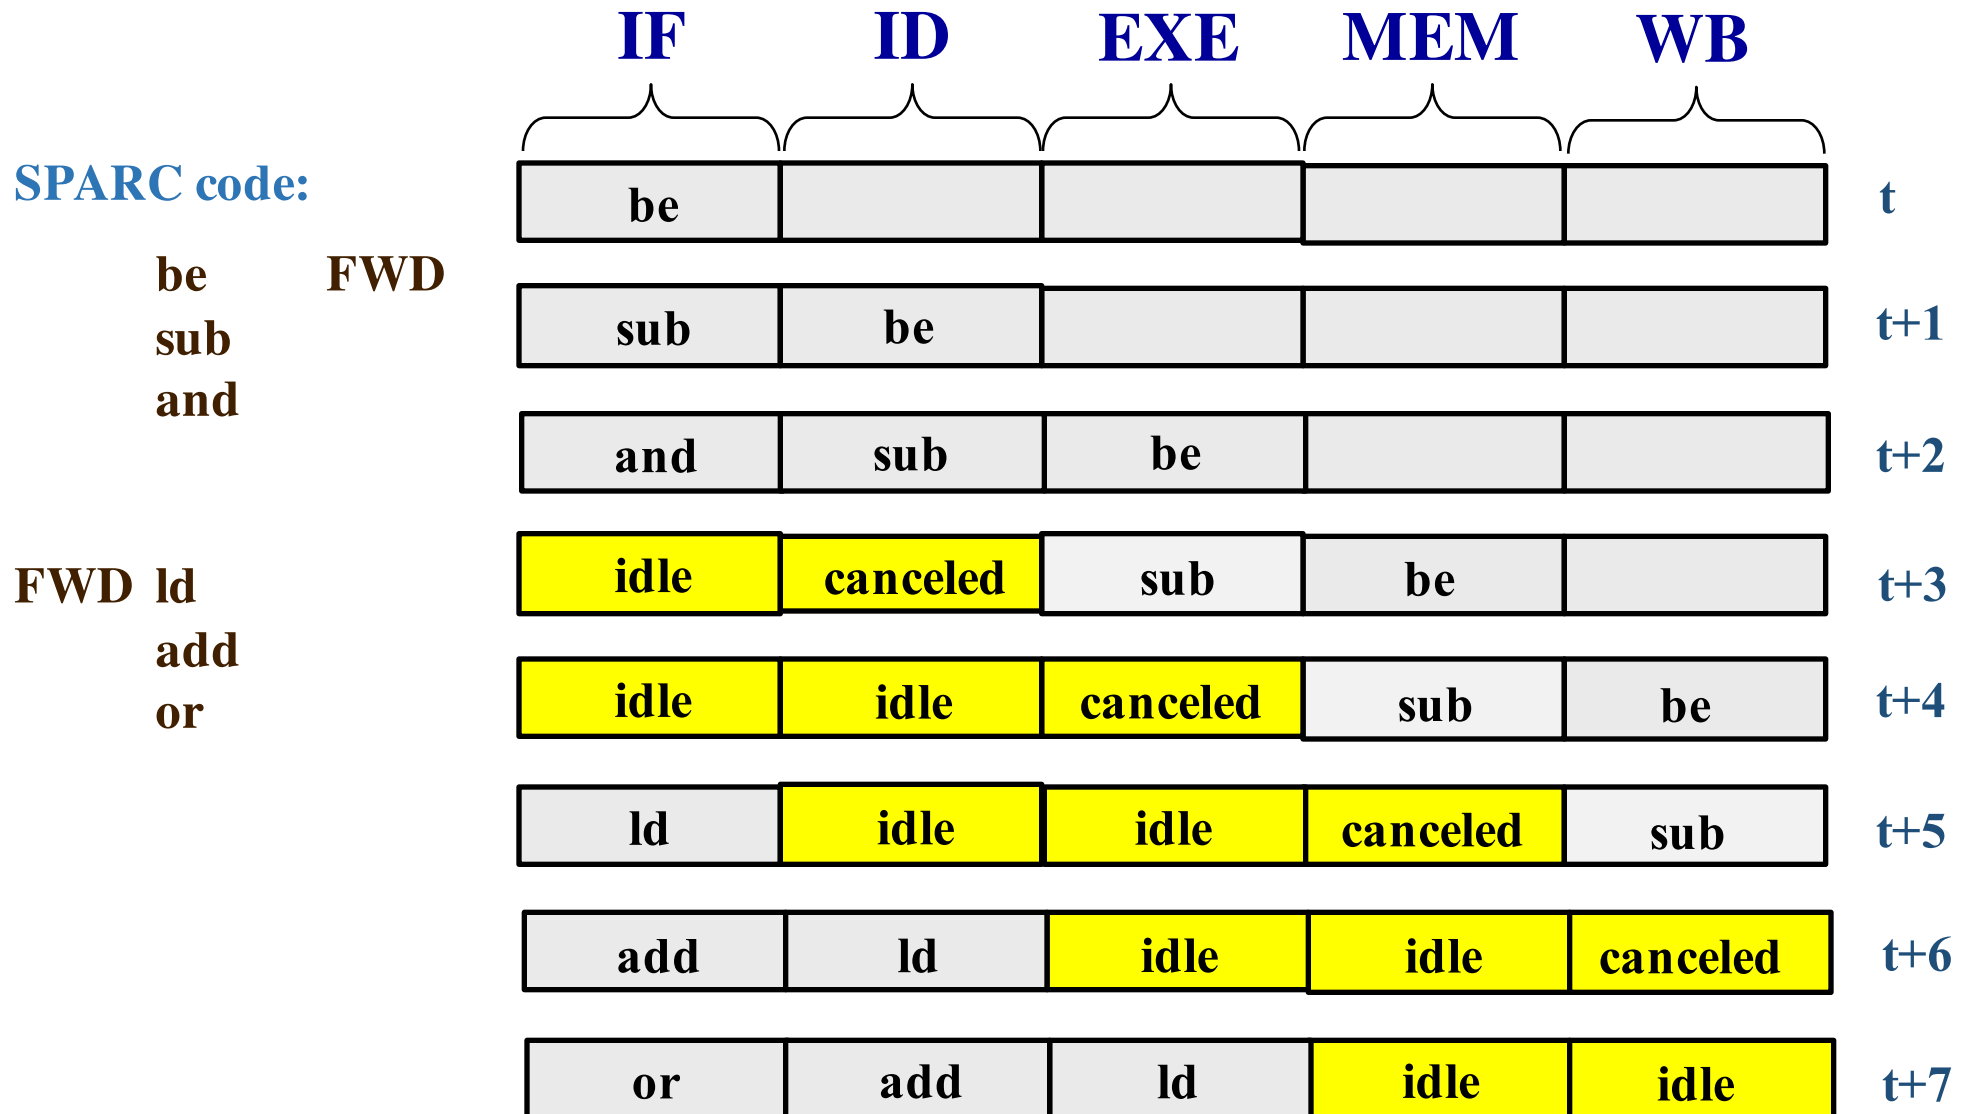 IF ID EXE MEM WB
SPARC code:
be t
be FWD
sub be t+1
sub
and
and sub be t+2
idle canceled sub be t+3
FWD ld
add
idle idle canceled sub be t+4
or
ld idle idle canceled sub t+5
add ld idle idle canceled t+6
or add ld idle idle t+7